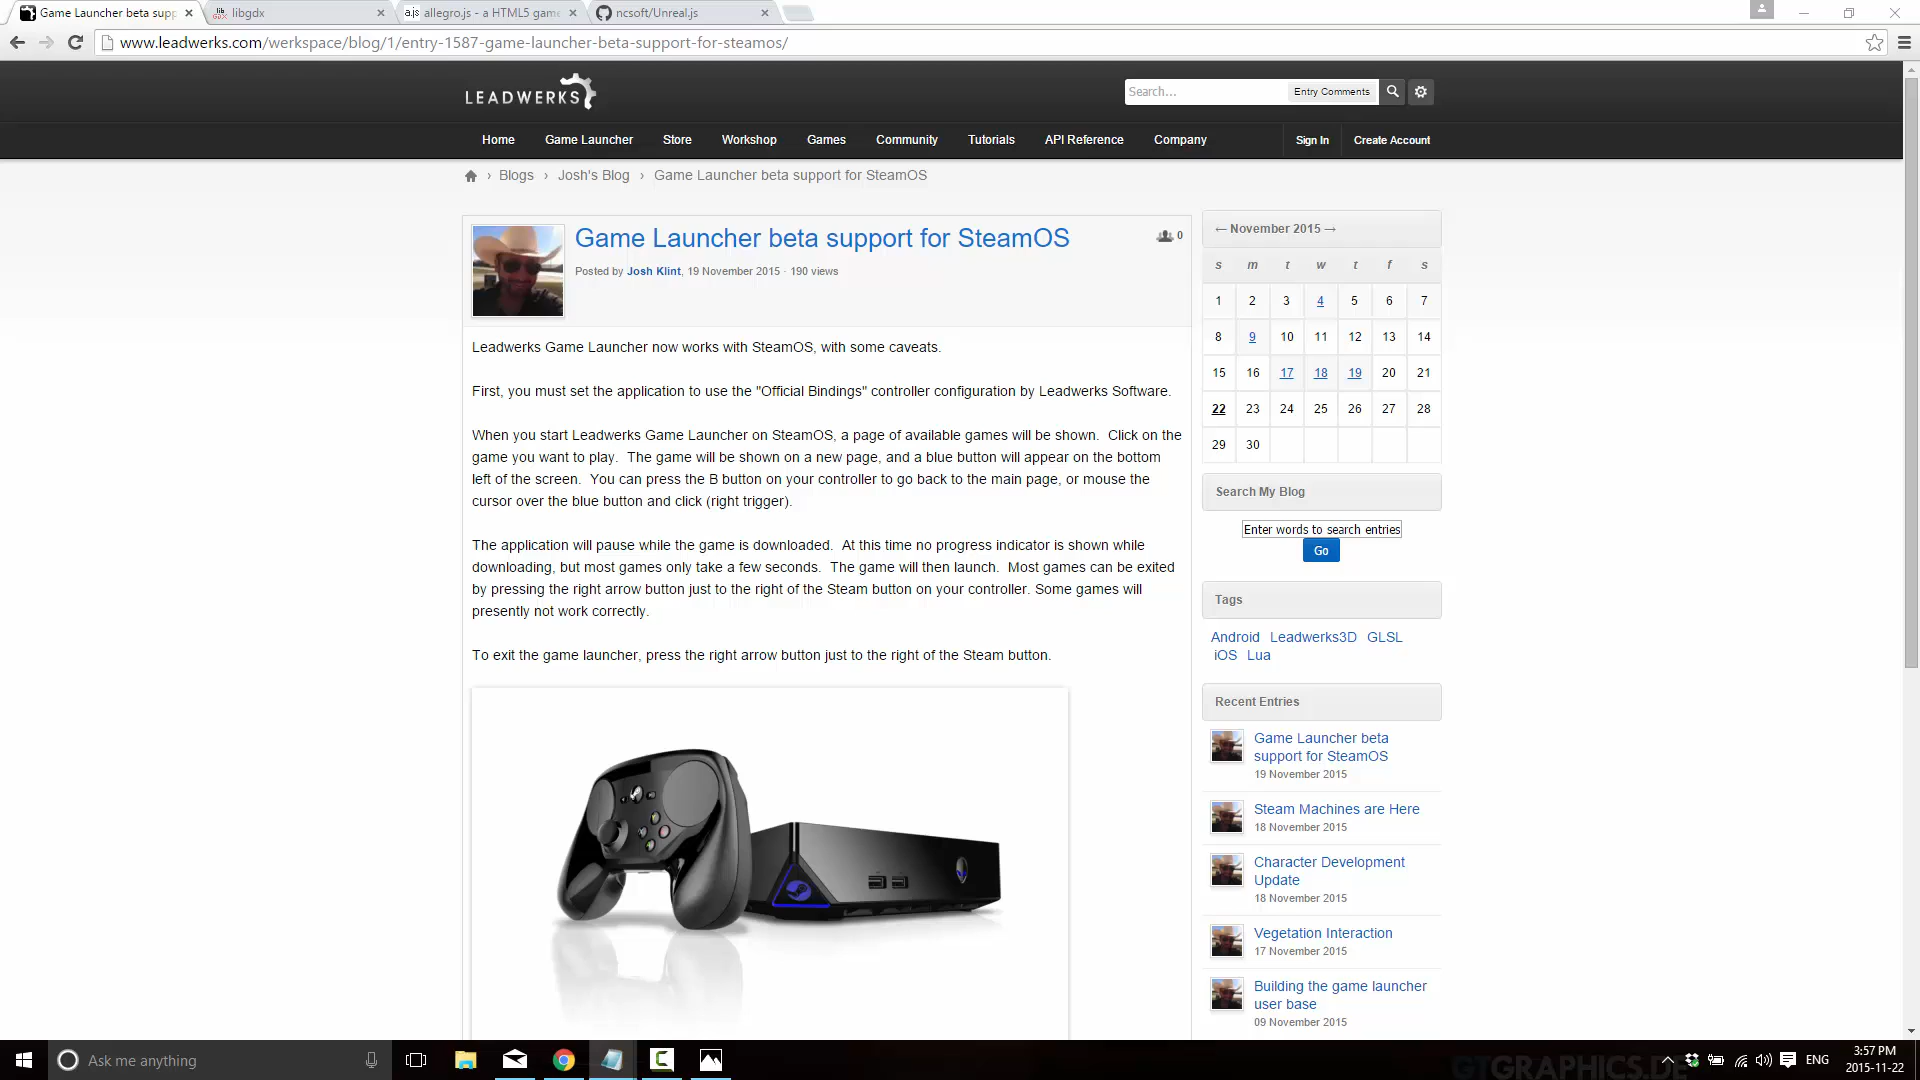 Game Launcher beta supp
libgdx
allegro.js - a HTML5 game
ncsoft/Unreal.js
www.leadwerks.com/werkspace/blog/1/entry-1587-game-launcher-beta-support-for-steamos/
LEADWERKS
Search...
Entry Comments
Home
Game Launcher
Store
Workshop
Games
Community
Tutorials
API Reference
Company
Sign In
Create Account
› Blogs › Josh's Blog › Game Launcher beta support for SteamOS
Game Launcher beta support for SteamOS
0
Posted by Josh Klint, 19 November 2015 · 190 views
Leadwerks Game Launcher now works with SteamOS, with some caveats.
First, you must set the application to use the "Official Bindings" controller configuration by Leadwerks Software.
When you start Leadwerks Game Launcher on SteamOS, a page of available games will be shown. Click on the
game you want to play. The game will be shown on a new page, and a blue button will appear on the bottom
left of the screen. You can press the B button on your controller to go back to the main page, or mouse the
cursor over the blue button and click (right trigger).
The application will pause while the game is downloaded. At this time no progress indicator is shown while
downloading, but most games only take a few seconds. The game will then launch. Most games can be exited
by pressing the right arrow button just to the right of the Steam button on your controller. Some games will
presently not work correctly.
To exit the game launcher, press the right arrow button just to the right of the Steam button.
← November 2015 →
s m t w t f s
1 2 3 4 5 6 7
8 9 10 11 12 13 14
15 16 17 18 19 20 21
22 23 24 25 26 27 28
29 30
Search My Blog
Enter words to search entries
Go
Tags
Android Leadwerks3D GLSL
iOS Lua
Recent Entries
Game Launcher beta
support for SteamOS
19 November 2015
Steam Machines are Here
18 November 2015
Character Development
Update
18 November 2015
Vegetation Interaction
17 November 2015
Building the game launcher
user base
09 November 2015
Ask me anything
GTGRAPHICS.DE
ENG
3:57 PM
2015-11-22